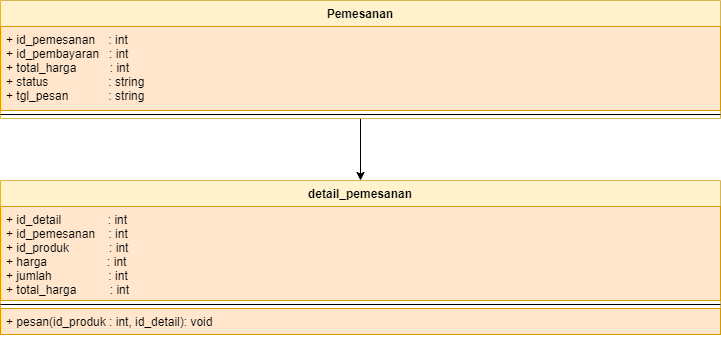 Pemesanan
+ id_pemesanan : int
+ id_pembayaran : int
+ total_harga : int
+ status : string
+ tgl_pesan : string
detail_pemesanan
+ id_detail : int
+ id_pemesanan : int
+ id_produk : int
+ harga : int
+ jumlah : int
+ total_harga : int
+ pesan(id_produk : int, id_detail): void